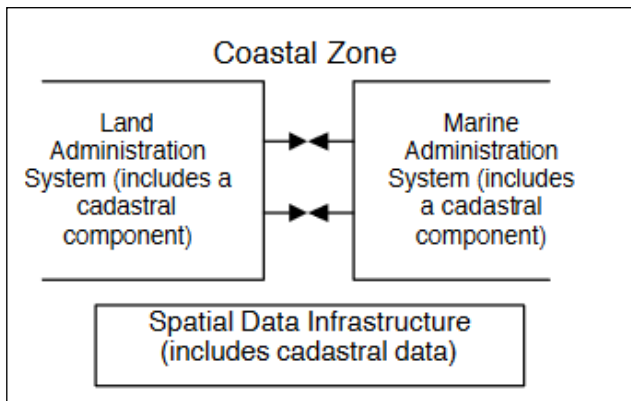 Coastal Zone
Land
Administration
System (includes a
cadastral
component)
Marine
Administration
System (includes
a cadastral
component)
Spatial Data Infrastructure
(includes cadastral data)